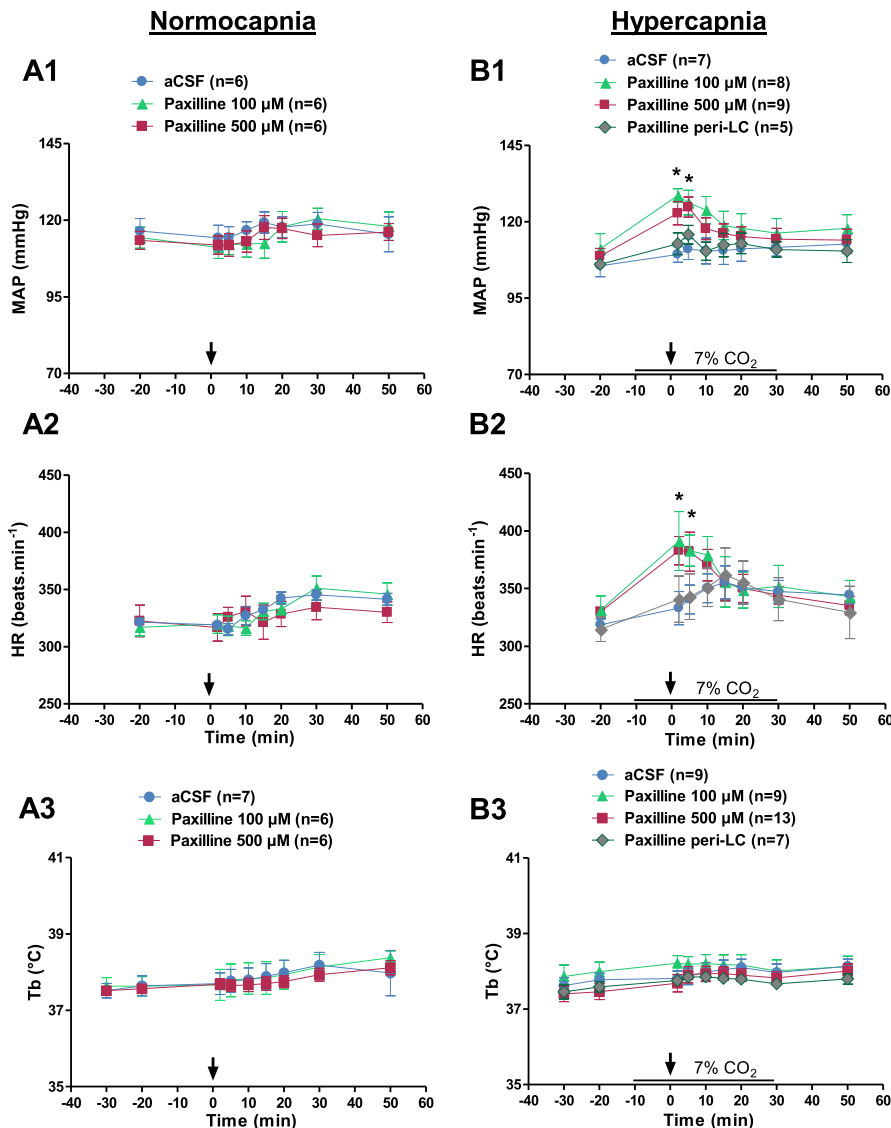 Normocapnia
Hypercapnia
A1
aCSF (n=6)
Paxilline 100 µM (n=6)
Paxilline 500 µM (n=6)
MAP (mmHg)
145
120
95
70
-40 -30 -20 -10 0 10 20 30 40 50 60
B1
aCSF (n=7)
Paxilline 100 µM (n=8)
Paxilline 500 µM (n=9)
Paxilline peri-LC (n=5)
MAP (mmHg)
145
120
95
70
* *
7% CO₂
-40 -30 -20 -10 0 10 20 30 40 50 60
A2
HR (beats.min⁻¹)
450
400
350
300
250
-40 -30 -20 -10 0 10 20 30 40 50 60
Time (min)
B2
HR (beats.min⁻¹)
450
400
350
300
250
* *
7% CO₂
-40 -30 -20 -10 0 10 20 30 40 50 60
Time (min)
A3
aCSF (n=7)
Paxilline 100 µM (n=6)
Paxilline 500 µM (n=6)
Tb (°C)
41
39
37
35
-40 -30 -20 -10 0 10 20 30 40 50 60
Time (min)
B3
aCSF (n=9)
Paxilline 100 µM (n=9)
Paxilline 500 µM (n=13)
Paxilline peri-LC (n=7)
Tb (°C)
41
39
37
35
7% CO₂
-40 -30 -20 -10 0 10 20 30 40 50 60
Time (min)